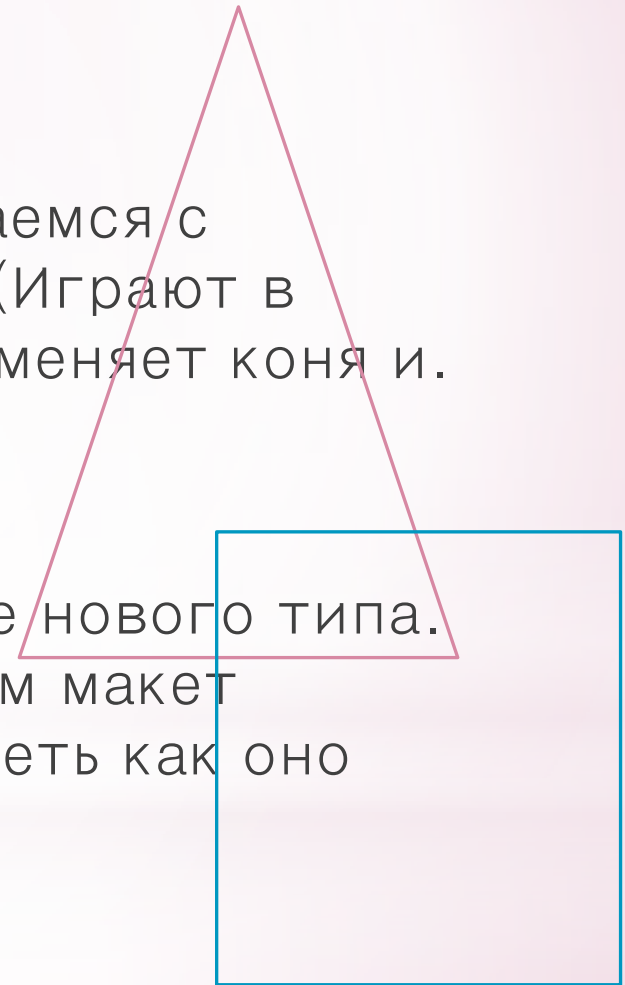 аемся с
(Играют в
меняет коня и.
е нового типа.
м макет
еть как оно